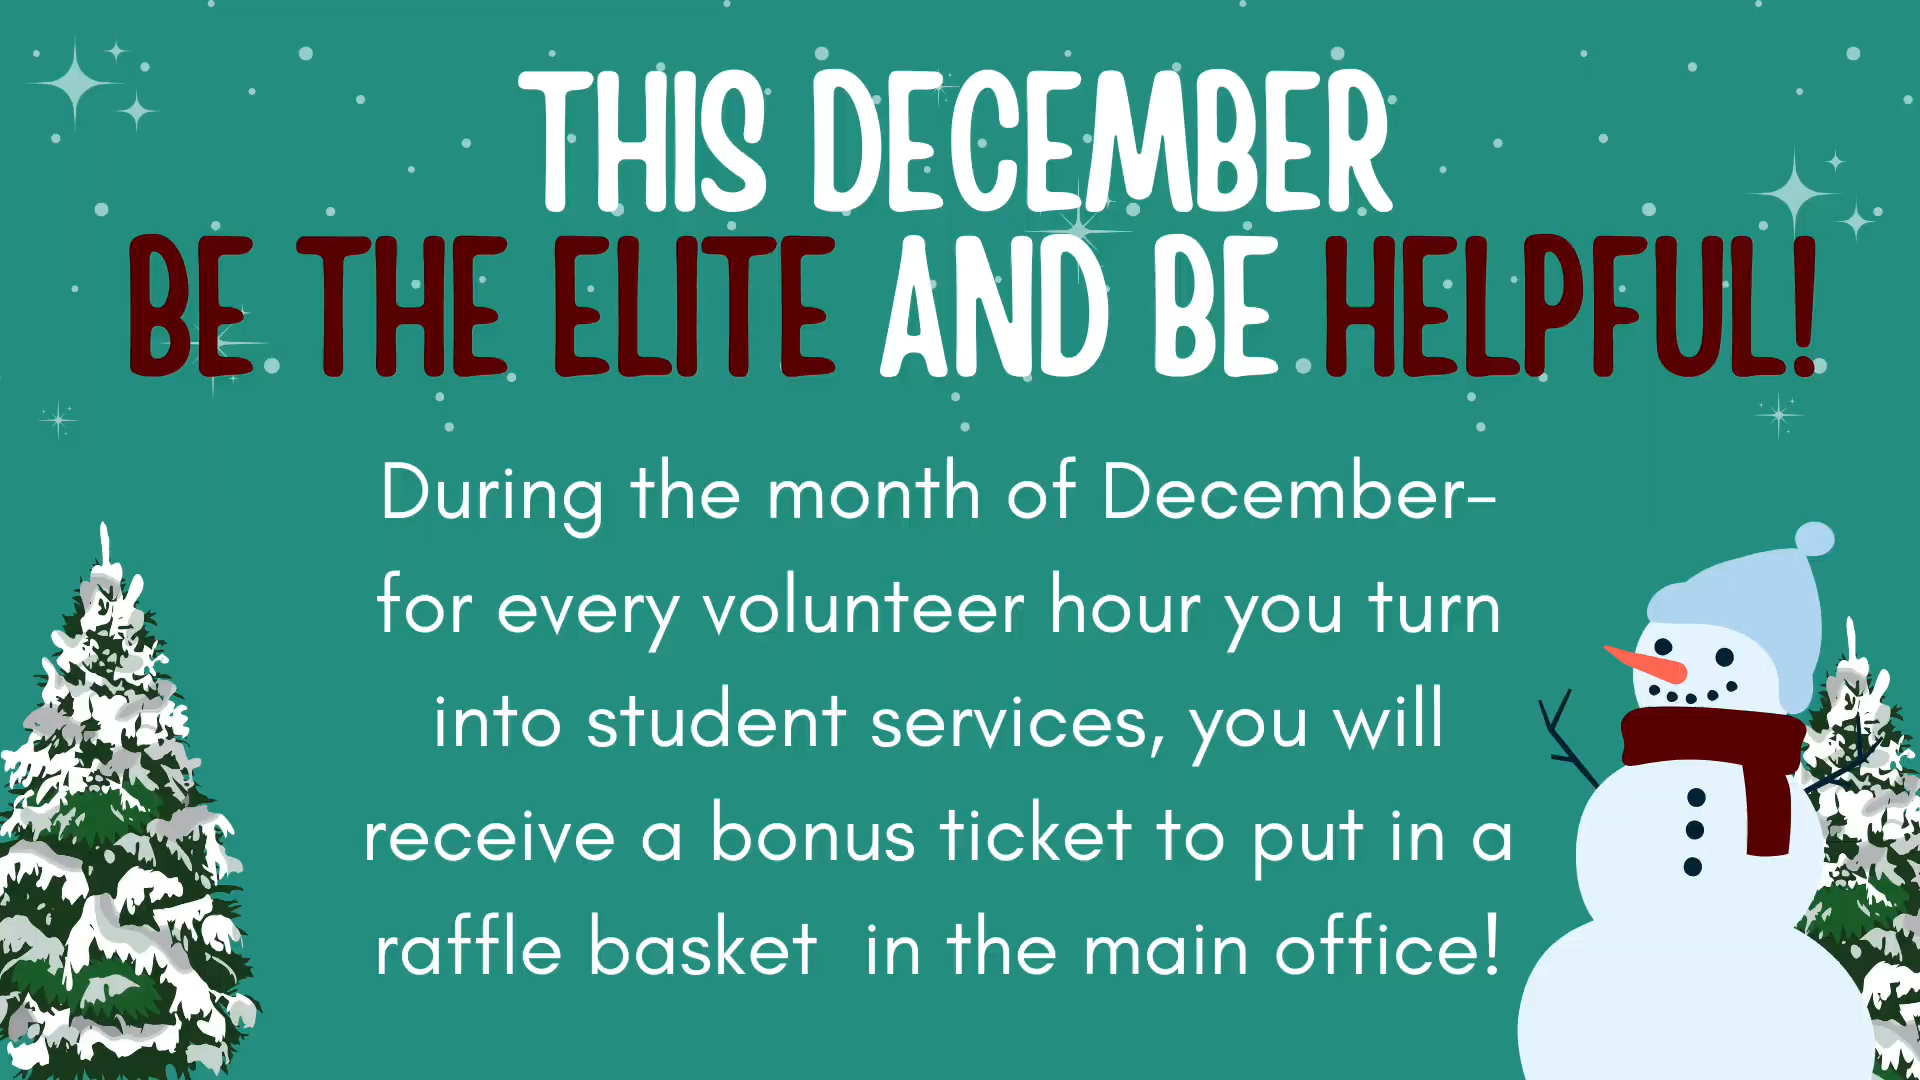 THIS DECEMBER
BE THE ELITE AND BE HELPFUL!
During the month of December–
for every volunteer hour you turn
into student services, you will
receive a bonus ticket to put in a
raffle basket  in the main office!